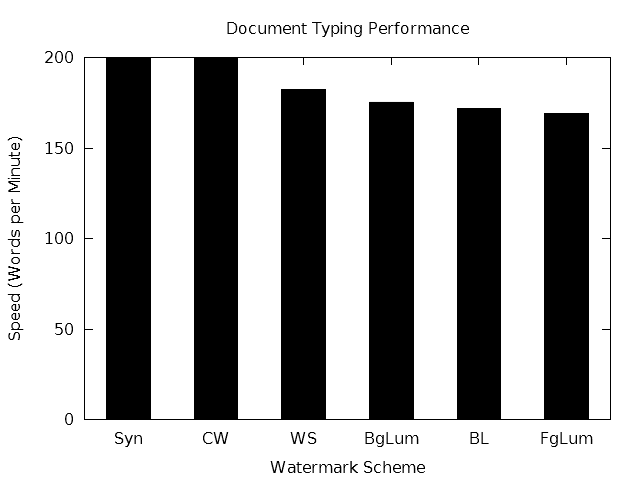 Document Typing Performance
200
150
100
50
0
Speed (Words per Minute)
Syn CW WS BgLum BL FgLum
Watermark Scheme